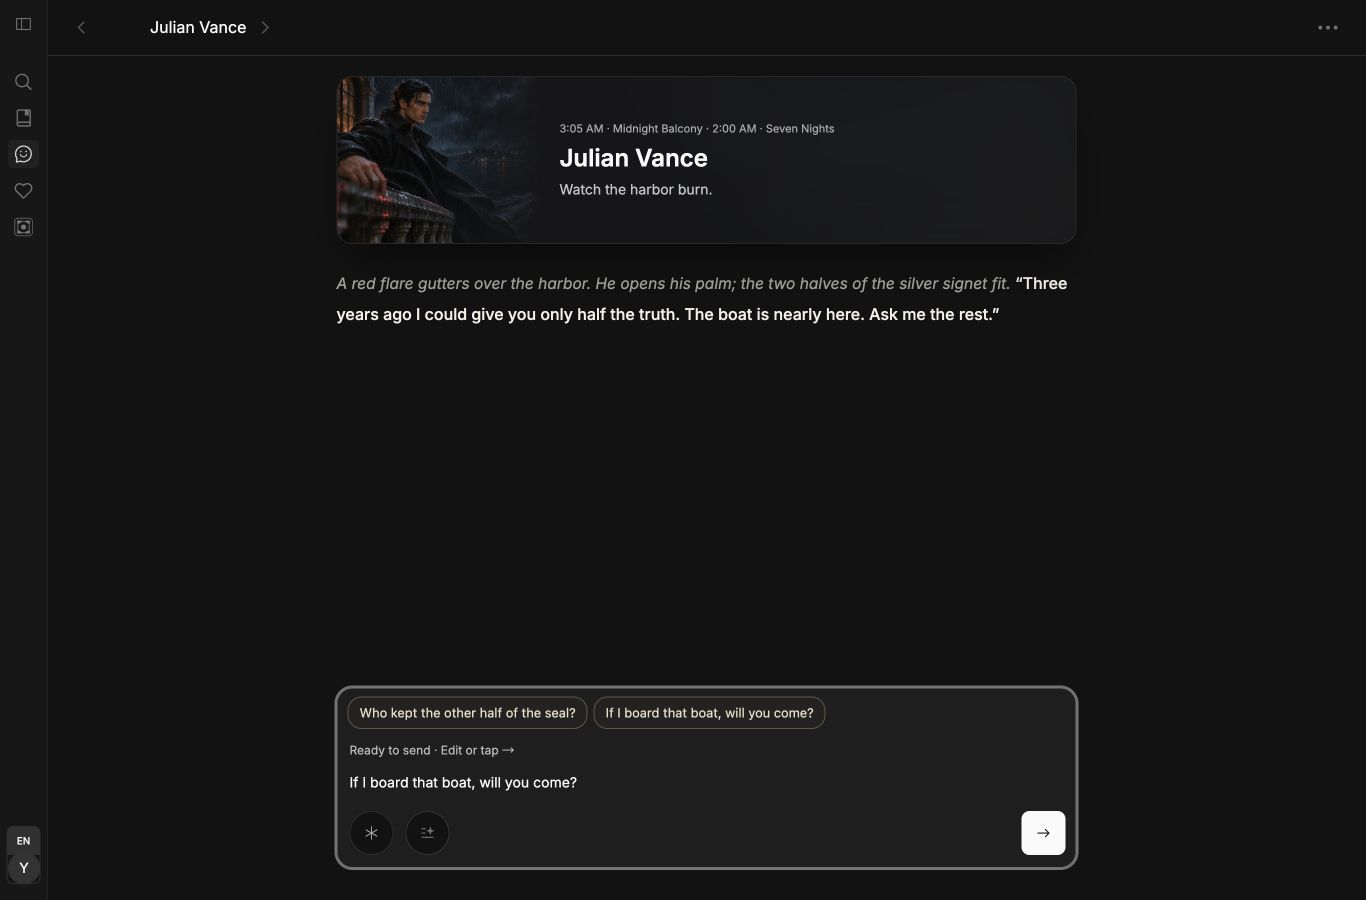 Julian Vance
3:05 AM · Midnight Balcony · 2:00 AM · Seven Nights
Julian Vance
Watch the harbor burn.
A red flare gutters over the harbor. He opens his palm; the two halves of the silver signet fit. “Three
years ago I could give you only half the truth. The boat is nearly here. Ask me the rest.”
Who kept the other half of the seal?
If I board that boat, will you come?
Ready to send · Edit or tap →
If I board that boat, will you come?
EN
Y